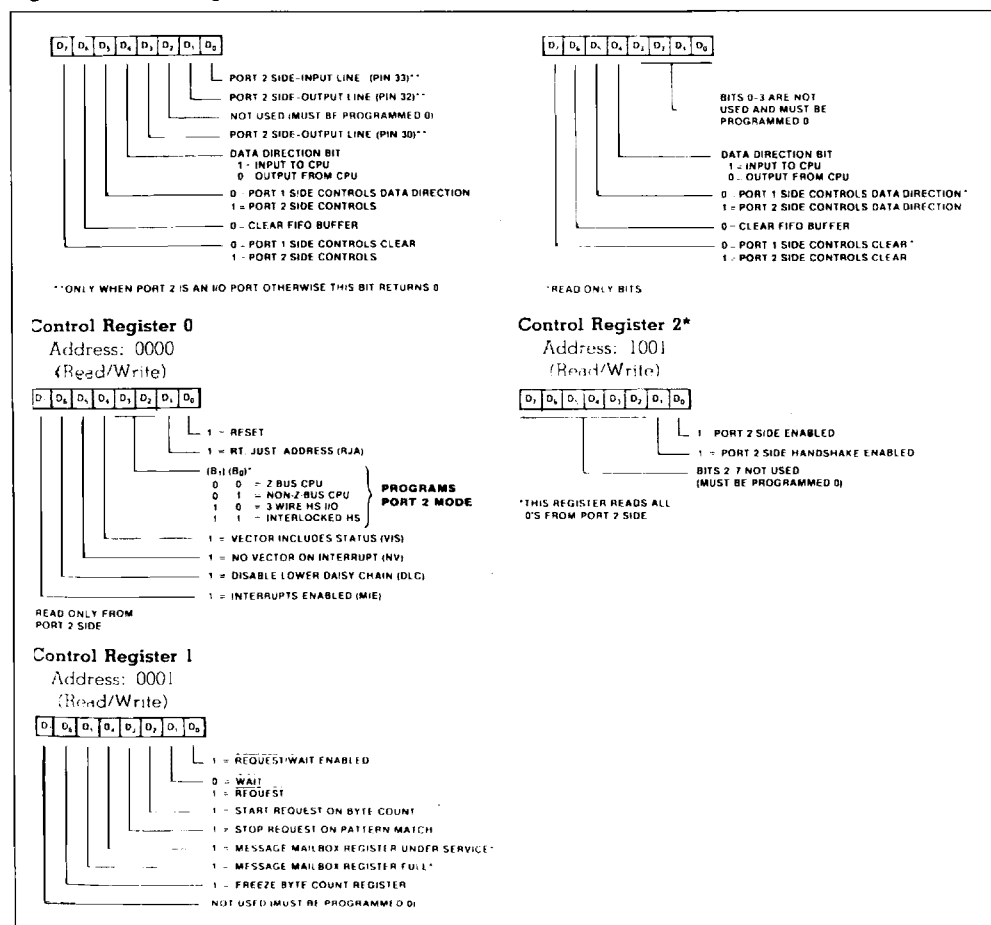 D7 D6 D5 D4 D3 D2 D1 D0
PORT 2 SIDE-INPUT LINE (PIN 33)**
PORT 2 SIDE-OUTPUT LINE (PIN 32)**
NOT USED (MUST BE PROGRAMMED 0)
PORT 2 SIDE-OUTPUT LINE (PIN 30)**
DATA DIRECTION BIT
1 - INPUT TO CPU
0 OUTPUT FROM CPU
0 - PORT 1 SIDE CONTROLS DATA DIRECTION
1 = PORT 2 SIDE CONTROLS
0 - CLEAR FIFO BUFFER
0 - PORT 1 SIDE CONTROLS CLEAR
1 - PORT 2 SIDE CONTROLS
**ONLY WHEN PORT 2 IS AN I/O PORT OTHERWISE THIS BIT RETURNS 0
D7 D6 D5 D4 D3 D2 D1 D0
BITS 0-3 ARE NOT
USED AND MUST BE
PROGRAMMED 0
DATA DIRECTION BIT
1 = INPUT TO CPU
0 - OUTPUT FROM CPU
0 - PORT 1 SIDE CONTROLS DATA DIRECTION*
1 = PORT 2 SIDE CONTROLS DATA DIRECTION
0 - CLEAR FIFO BUFFER
0 - PORT 1 SIDE CONTROLS CLEAR*
1 - PORT 2 SIDE CONTROLS CLEAR
*READ ONLY BITS
Control Register 0
Address: 0000
(Read/Write)
D D6 D5 D4 D3 D2 D1 D0
1 = RESET
1 = RT. JUST ADDRESS (RJA)
(B1) (B0)*
0 0 = Z BUS CPU
0 1 = NON-Z-BUS CPU
1 0 = 3 WIRE HS I/O
1 1 - INTERLOCKED HS
PROGRAMS
PORT 2 MODE
1 = VECTOR INCLUDES STATUS (VIS)
1 = NO VECTOR ON INTERRUPT (NV)
1 = DISABLE LOWER DAISY CHAIN (DLC)
1 = INTERRUPTS ENABLED (MIE)
READ ONLY FROM
PORT 2 SIDE
Control Register 2*
Address: 1001
(Read/Write)
D7 D6 D5 D4 D3 D2 D1 D0
1 PORT 2 SIDE ENABLED
1 = PORT 2 SIDE HANDSHAKE ENABLED
BITS 2 7 NOT USED
(MUST BE PROGRAMMED 0)
*THIS REGISTER READS ALL
0'S FROM PORT 2 SIDE
Control Register 1
Address: 0001
(Read/Write)
D D6 D5 D4 D3 D2 D1 D0
1 = REQUEST/WAIT ENABLED
0 = WAIT
1 = REQUEST
1 - START REQUEST ON BYTE COUNT
1 = STOP REQUEST ON PATTERN MATCH
1 = MESSAGE MAILBOX REGISTER UNDER SERVICE*
1 - MESSAGE MAILBOX REGISTER FULL*
1 - FREEZE BYTE COUNT REGISTER
NOT USED (MUST BE PROGRAMMED 0)